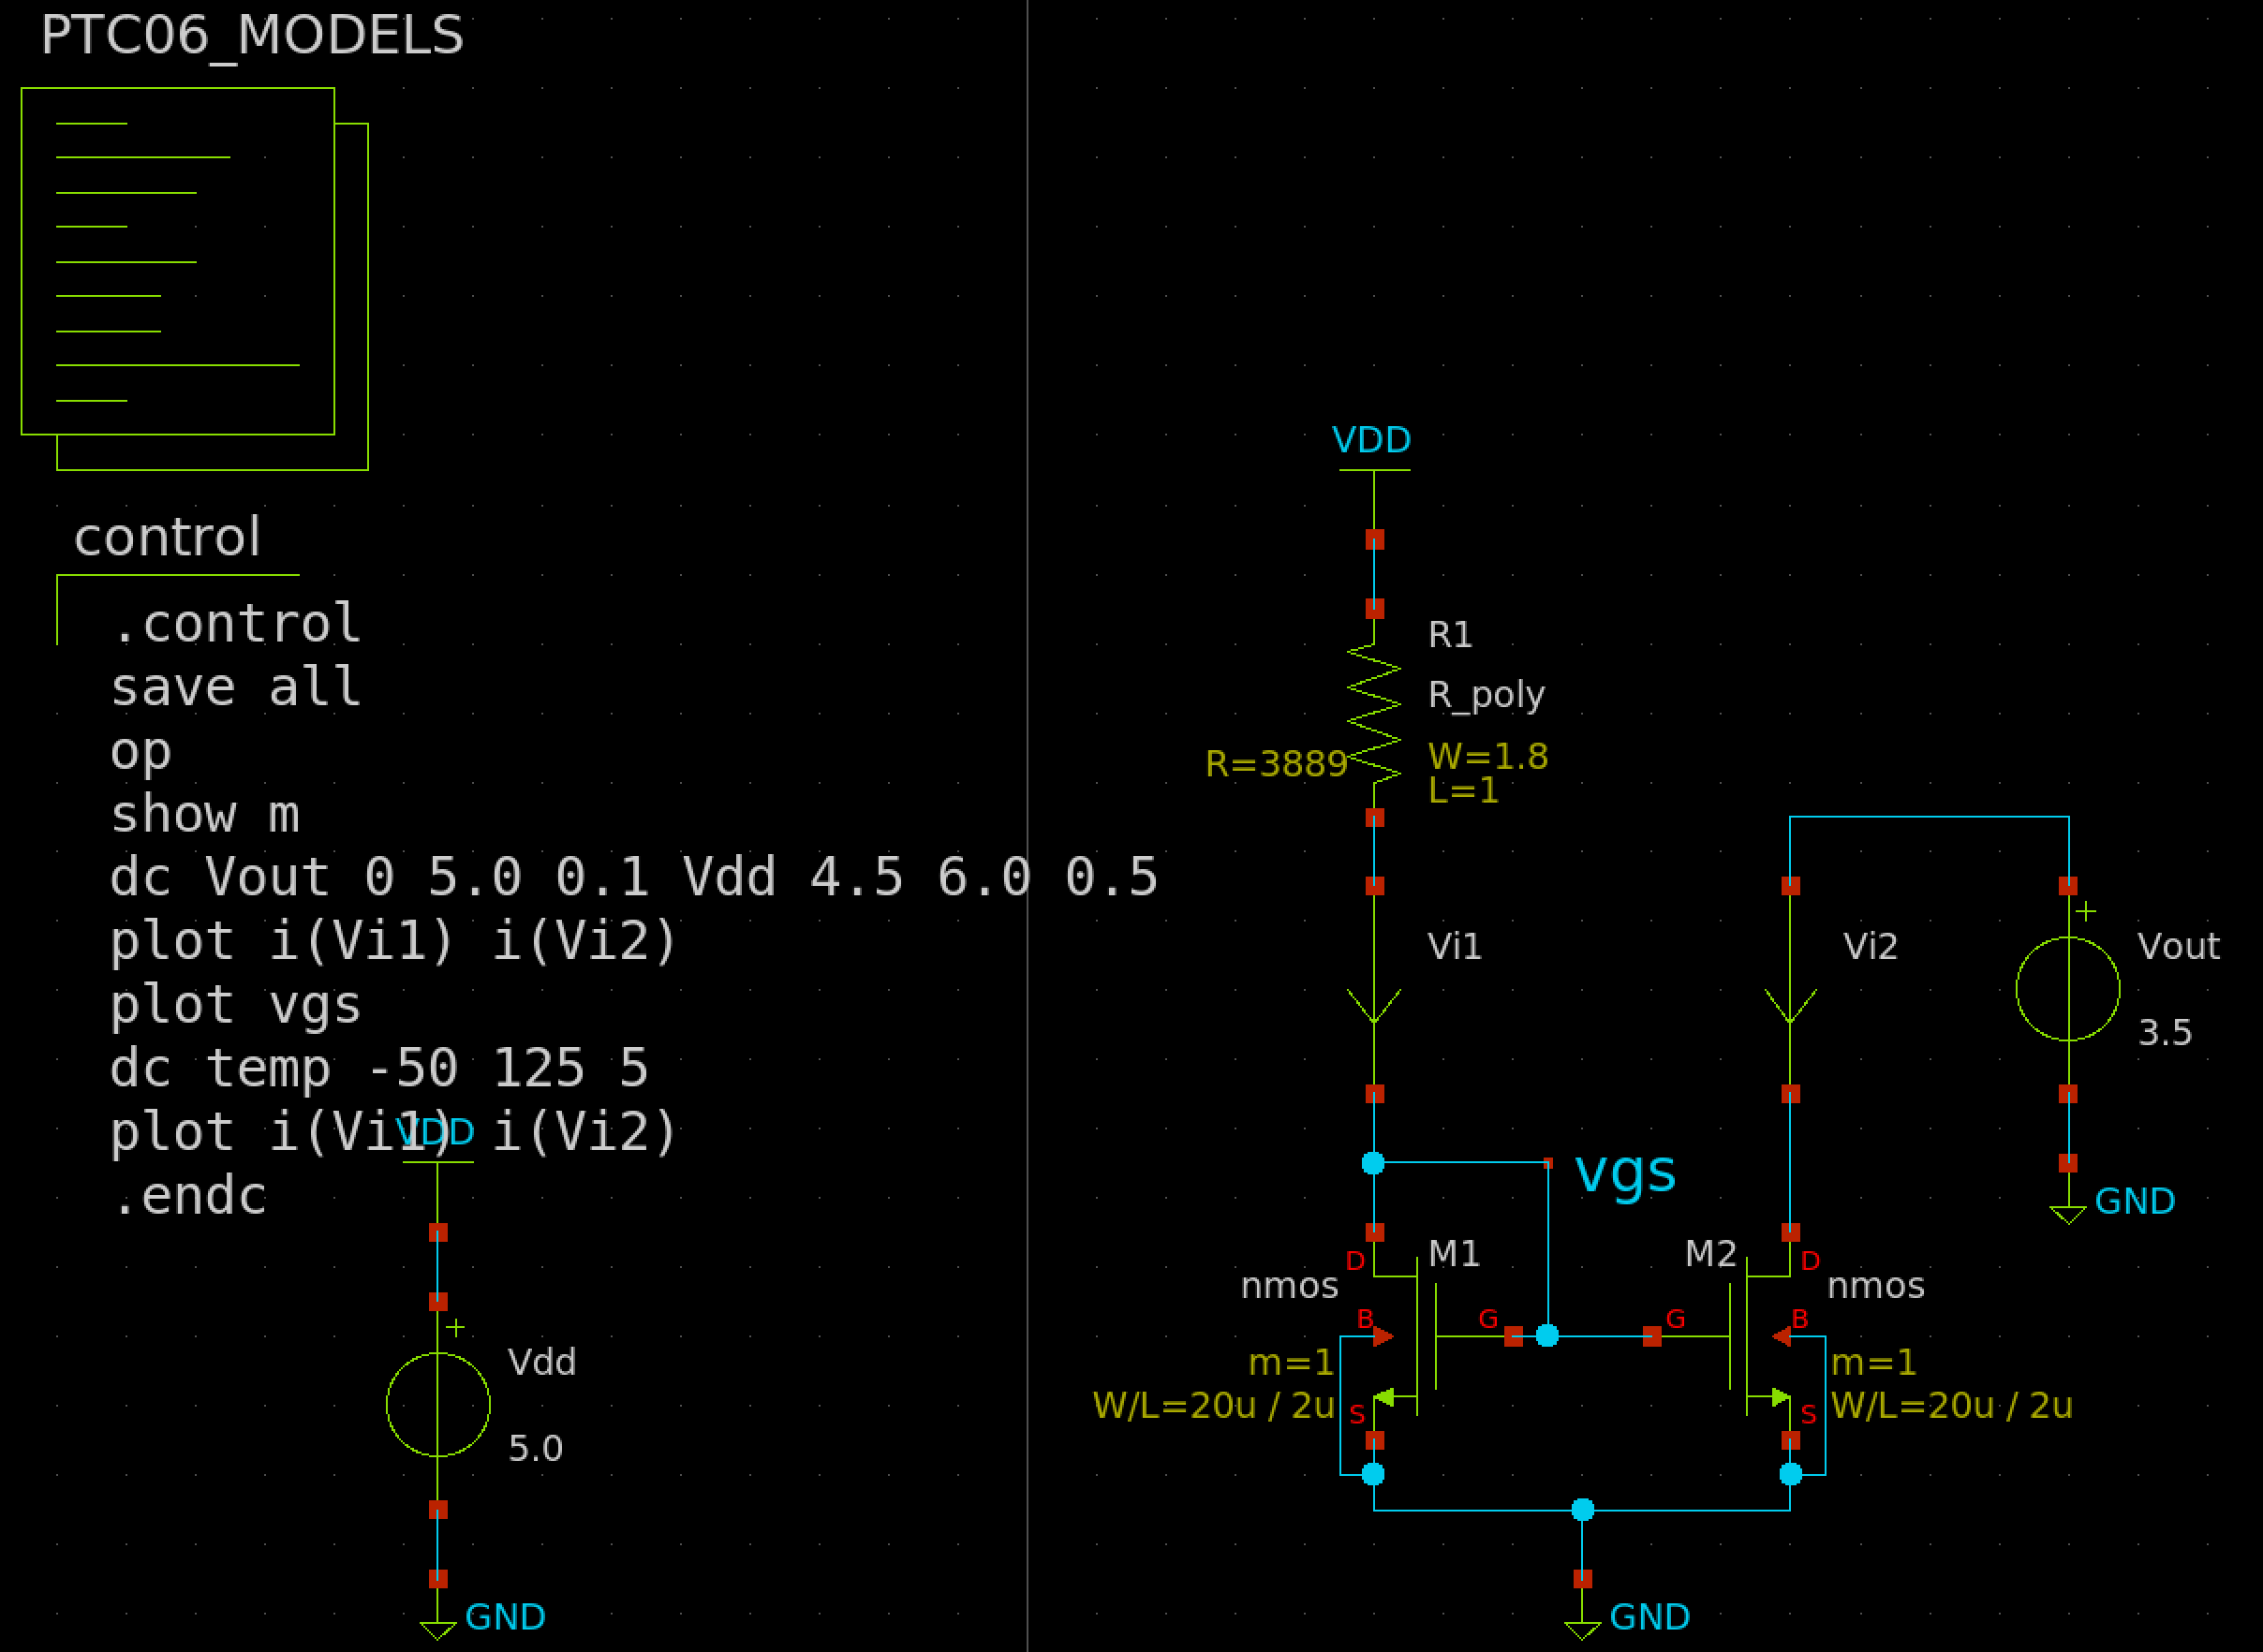 PTC06_MODELS
control
.control
save all
op
show m
dc Vout 0 5.0 0.1 Vdd 4.5 6.0 0.5
plot i(Vi1) i(Vi2)
plot vgs
dc temp -50 125 5
plot i(Vi1) i(Vi2)
.endc
VDD
+
Vdd
5.0
GND
VDD
R1
R_poly
R=3889
W=1.8
L=1
Vi1
Vi2
+
Vout
3.5
GND
vgs
D
M1
nmos
B
G
m=1
W/L=20u / 2u
S
M2
D
nmos
G
B
m=1
W/L=20u / 2u
S
GND